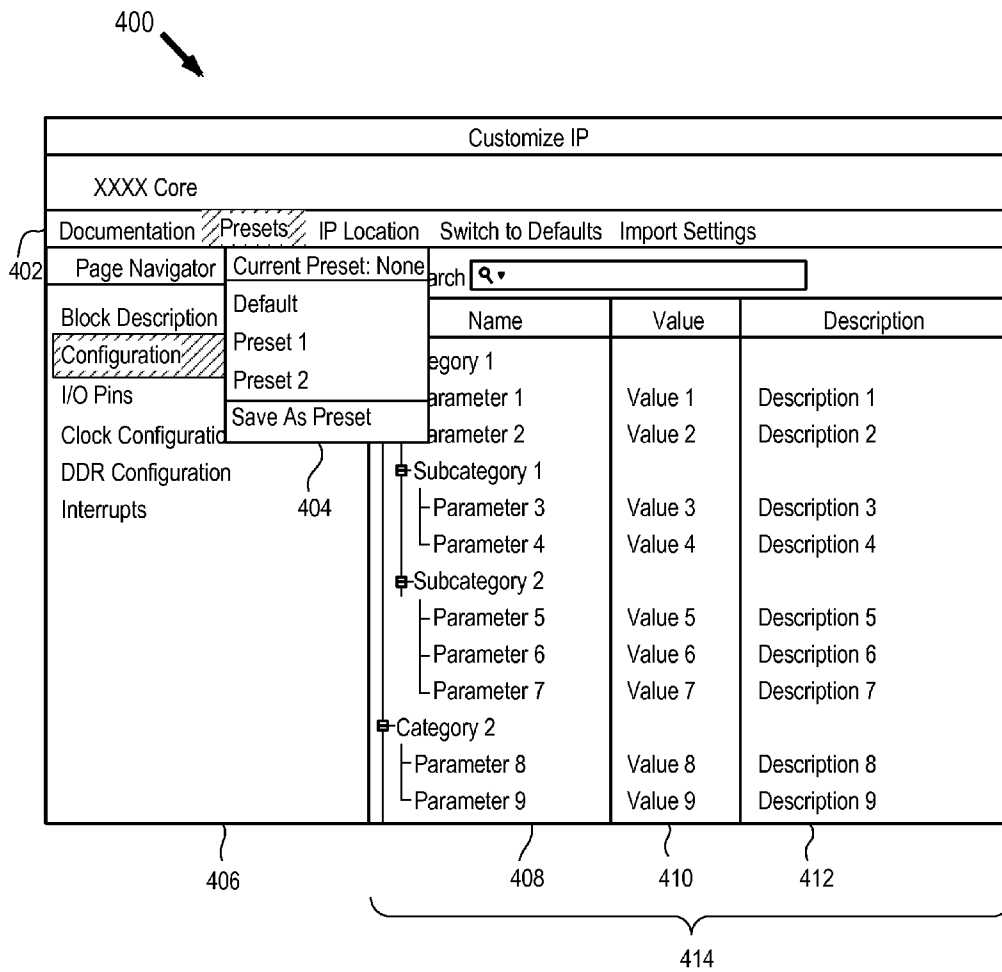 400
Customize IP
XXXX Core
Documentation Presets IP Location Switch to Defaults Import Settings
402
Page Navigator Current Preset: None arch
Block Description Default Name Value Description
Configuration Preset 1 egory 1
I/O Pins Preset 2 arameter 1 Value 1 Description 1
Clock Configuratio Save As Preset arameter 2 Value 2 Description 2
DDR Configuration Subcategory 1
Interrupts 404 Parameter 3 Value 3 Description 3
Parameter 4 Value 4 Description 4
Subcategory 2
Parameter 5 Value 5 Description 5
Parameter 6 Value 6 Description 6
Parameter 7 Value 7 Description 7
Category 2
Parameter 8 Value 8 Description 8
Parameter 9 Value 9 Description 9
406 408 410 412
414